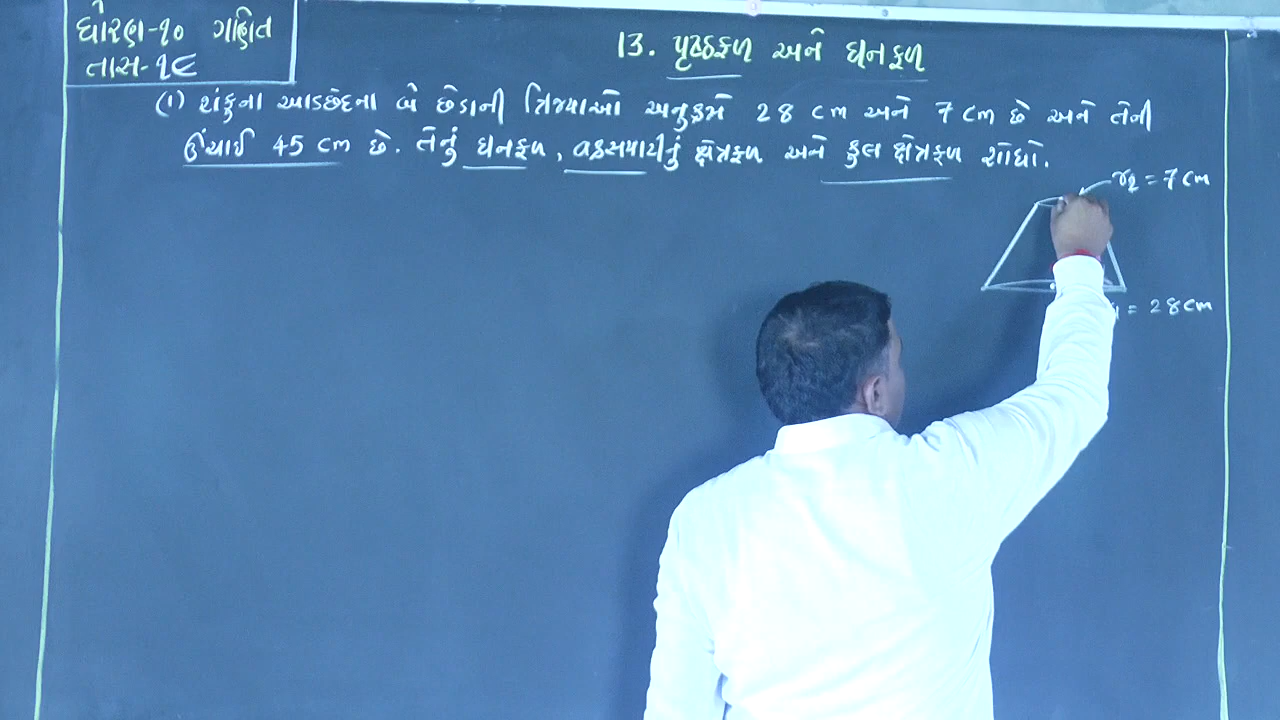 ધોરણ-૧૦ ગણિત
તાસ-૧૯
13. પૃષ્ઠફળ અને ઘનફળ
(૧) શંકુના આડછેદના બે છેડાની ત્રિજ્યાઓ અનુક્રમે 28 cm અને 7 cm છે અને તેની
ઊંચાઈ 45 cm છે. તેનું ઘનફળ, વક્રસપાટીનું ક્ષેત્રફળ અને કુલ ક્ષેત્રફળ શોધો.
r₂ = 7 cm
= 28 cm